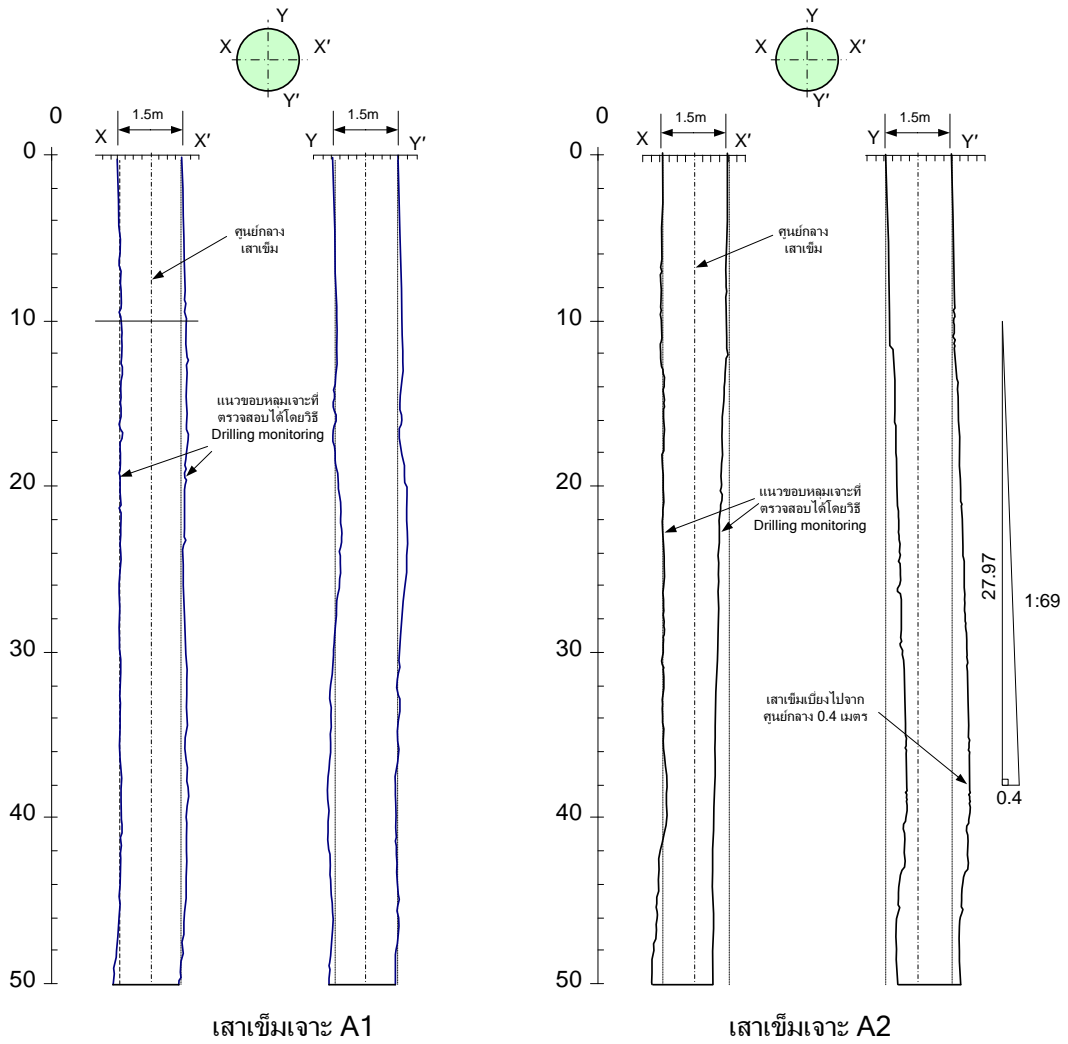 Y
X
X'
Y'
Y
X
X'
Y'
0
1.5m
X
X'
1.5m
Y
Y'
0
10
20
30
40
50
ศูนย์กลาง
เสาเข็ม
แนวขอบหลุมเจาะที่
ตรวจสอบได้โดยวิธี
Drilling monitoring
เสาเข็มเจาะ A1
0
1.5m
X
X'
1.5m
Y
Y'
0
10
20
30
40
50
ศูนย์กลาง
เสาเข็ม
แนวขอบหลุมเจาะที่
ตรวจสอบได้โดยวิธี
Drilling monitoring
เสาเข็มเบี่ยงไปจาก
ศูนย์กลาง 0.4 เมตร
27.97
1:69
0.4
เสาเข็มเจาะ A2